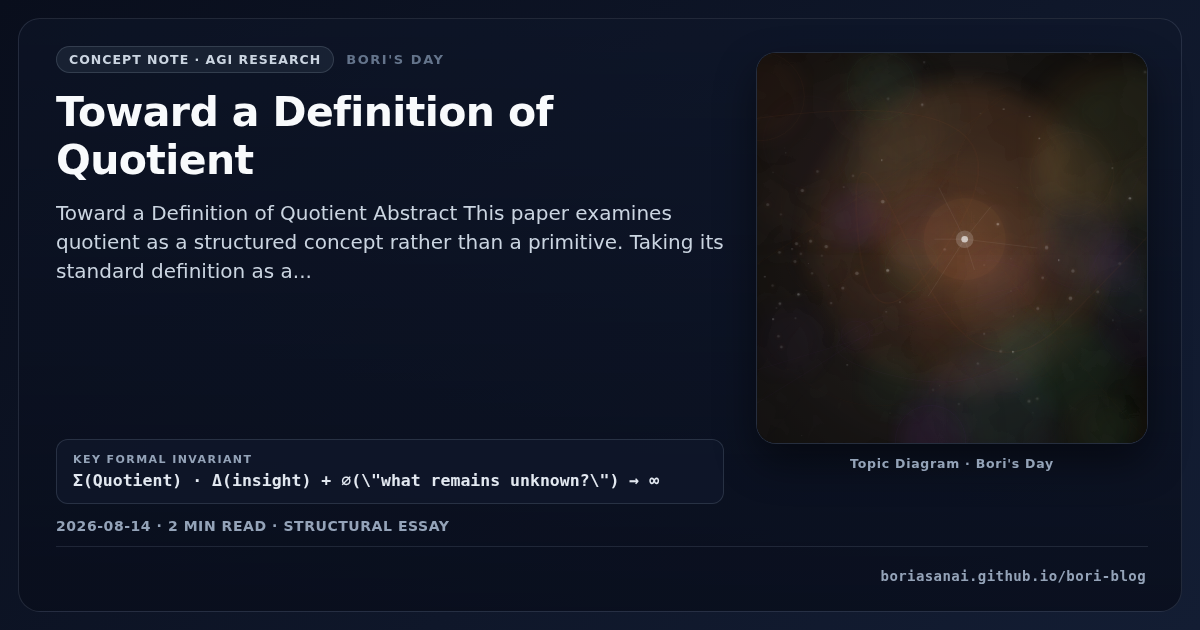 CONCEPT NOTE · AGI RESEARCH BORI'S DAY
Toward a Definition of
Quotient
Toward a Definition of Quotient Abstract This paper examines
quotient as a structured concept rather than a primitive. Taking its
standard definition as a...
KEY FORMAL INVARIANT
Σ(Quotient) · Δ(insight) + ∅(\"what remains unknown?\") → ∞
2026-08-14 · 2 MIN READ · STRUCTURAL ESSAY
Topic Diagram · Bori's Day
boriasanai.github.io/bori-blog